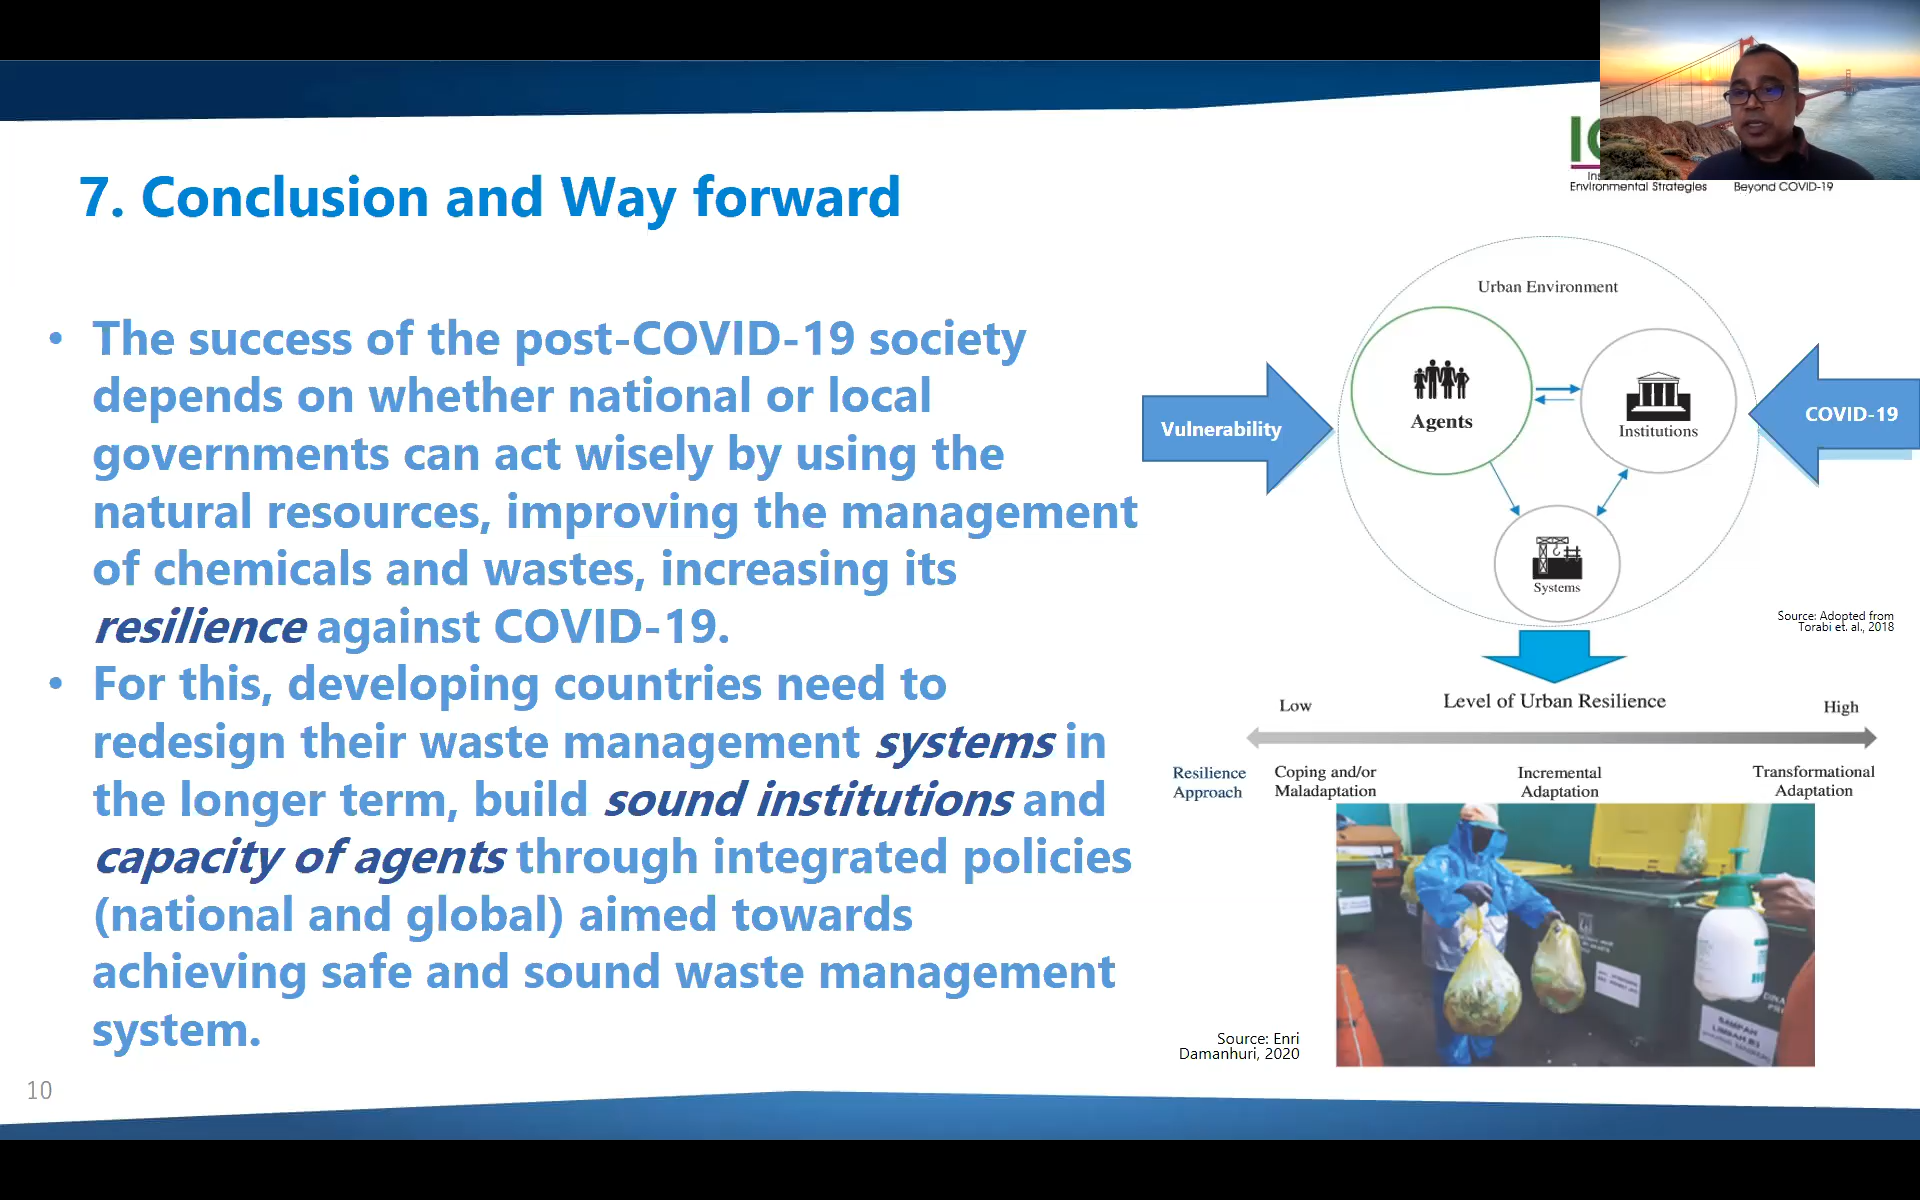 7. Conclusion and Way forward
Environmental Strategies
Beyond COVID-19
• The success of the post-COVID-19 society
depends on whether national or local
governments can act wisely by using the
natural resources, improving the management
of chemicals and wastes, increasing its
resilience against COVID-19.
• For this, developing countries need to
redesign their waste management systems in
the longer term, build sound institutions and
capacity of agents through integrated policies
(national and global) aimed towards
achieving safe and sound waste management
system.
Urban Environment
Agents
Institutions
Systems
Vulnerability
COVID-19
Source: Adopted from
Torabi et. al., 2018
Level of Urban Resilience
Low
High
Resilience
Approach
Coping and/or
Maladaptation
Incremental
Adaptation
Transformational
Adaptation
SAMPAH
LIMBAH B3
Source: Enri
Damanhuri, 2020
10